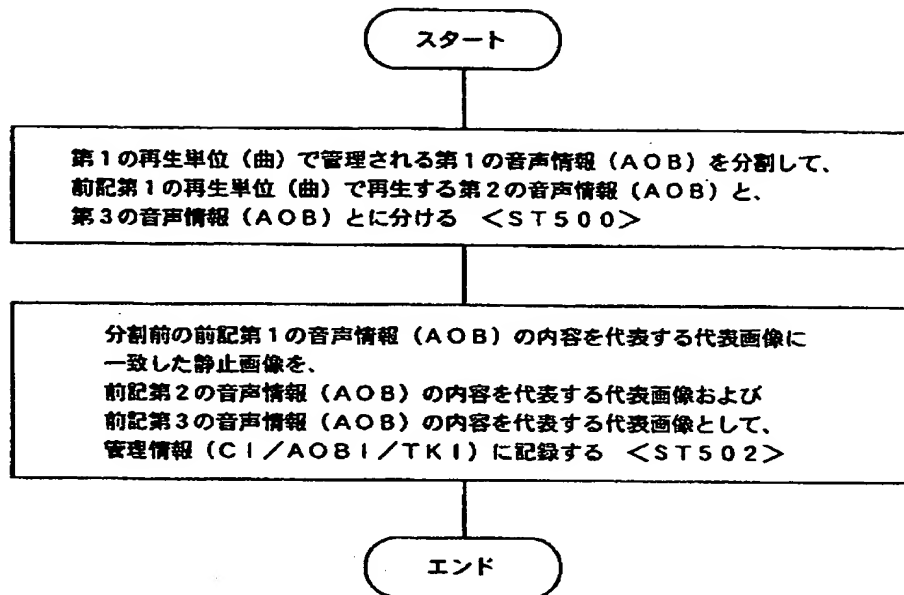 スタート
第1の再生単位（曲）で管理される第1の音声情報（AOB）を分割して、
前記第1の再生単位（曲）で再生する第2の音声情報（AOB）と、
第3の音声情報（AOB）とに分ける <ST500>
分割前の前記第1の音声情報（AOB）の内容を代表する代表画像に
一致した静止画像を、
前記第2の音声情報（AOB）の内容を代表する代表画像および
前記第3の音声情報（AOB）の内容を代表する代表画像として、
管理情報（CI／AOBI／TKI）に記録する <ST502>
エンド